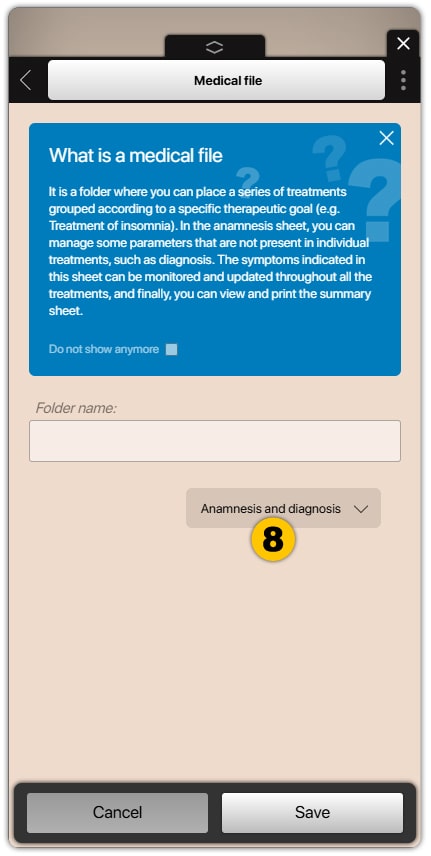 Medical file
What is a medical file
It is a folder where you can place a series of treatments
grouped according to a specific therapeutic goal (e.g.
Treatment of insomnia). In the anamnesis sheet, you can
manage some parameters that are not present in individual
treatments, such as diagnosis. The symptoms indicated in
this sheet can be monitored and updated throughout all the
treatments, and finally, you can view and print the summary
sheet.
Do not show anymore
Folder name:
Anamnesis and diagnosis
8
Cancel Save